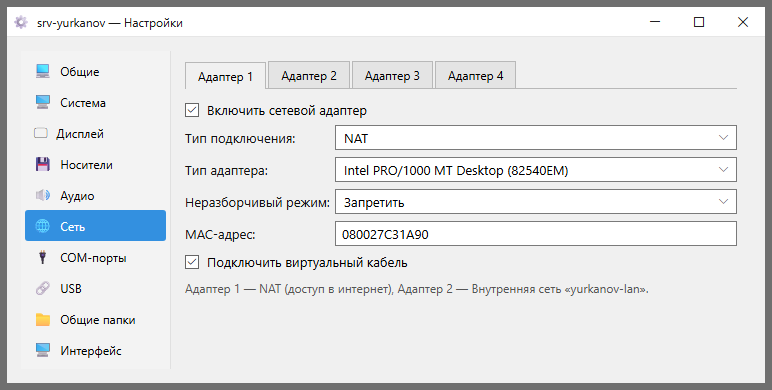 srv-yurkanov — Настройки
Общие
Система
Дисплей
Носители
Аудио
Сеть
COM-порты
USB
Общие папки
Интерфейс
Адаптер 1 Адаптер 2 Адаптер 3 Адаптер 4
Включить сетевой адаптер
Тип подключения: NAT
Тип адаптера: Intel PRO/1000 MT Desktop (82540EM)
Неразборчивый режим: Запретить
MAC-адрес: 080027C31A90
Подключить виртуальный кабель
Адаптер 1 — NAT (доступ в интернет), Адаптер 2 — Внутренняя сеть «yurkanov-lan».